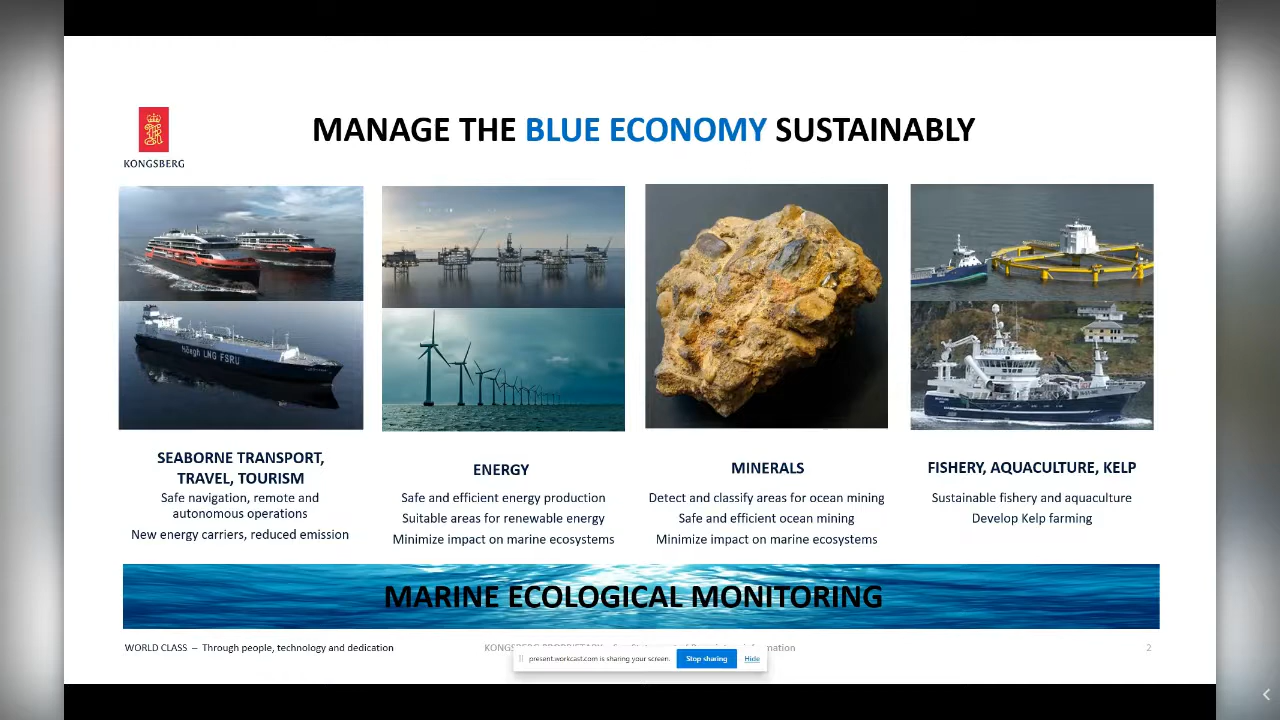 MANAGE THE BLUE ECONOMY SUSTAINABLY
KONGSBERG
Höegh LNG FSRU
SEABORNE TRANSPORT,
TRAVEL, TOURISM
Safe navigation, remote and
autonomous operations
New energy carriers, reduced emission
ENERGY
Safe and efficient energy production
Suitable areas for renewable energy
Minimize impact on marine ecosystems
MINERALS
Detect and classify areas for ocean mining
Safe and efficient ocean mining
Minimize impact on marine ecosystems
FISHERY, AQUACULTURE, KELP
Sustainable fishery and aquaculture
Develop Kelp farming
MARINE ECOLOGICAL MONITORING
WORLD CLASS – Through people, technology and dedication
2
present.workcast.com is sharing your screen.
Stop sharing
Hide